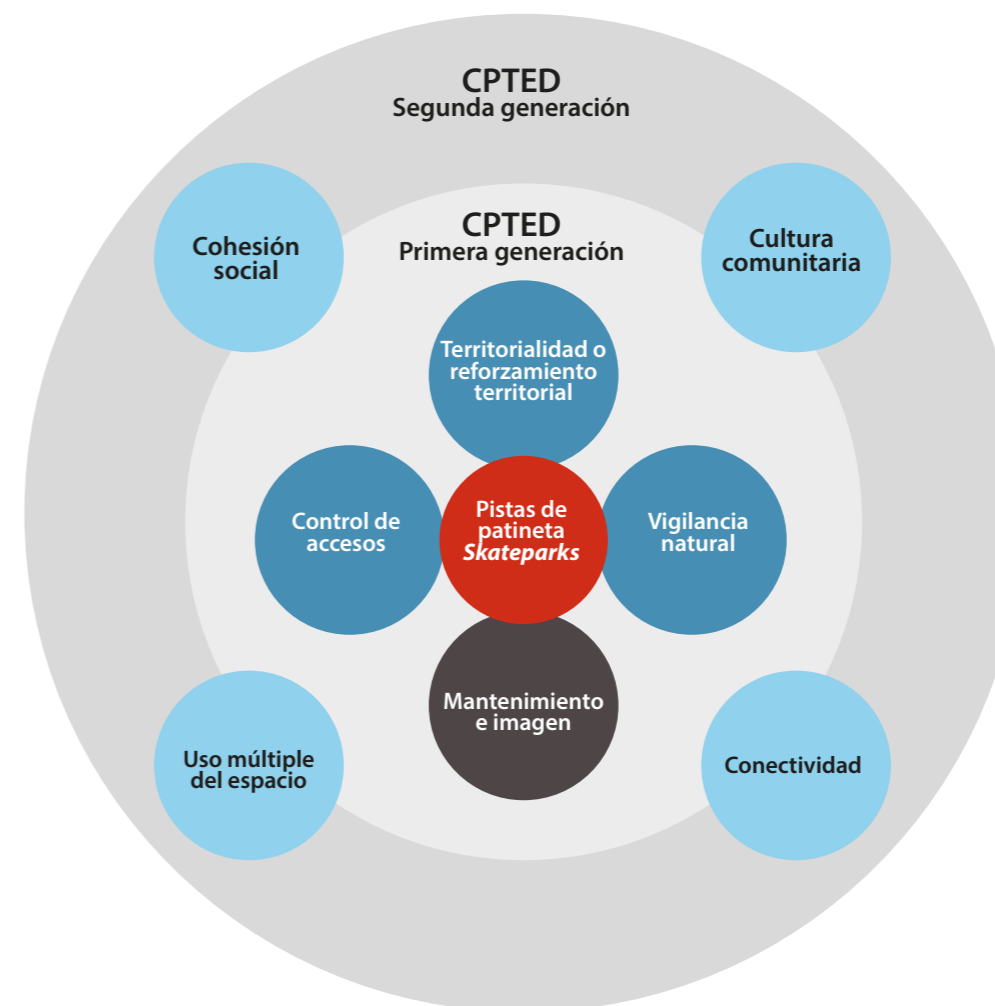 CPTED
Segunda generación
Cohesión
social
Cultura
comunitaria
CPTED
Primera generación
Territorialidad o
reforzamiento
territorial
Control de
accesos
Pistas de
patineta
Skateparks
Vigilancia
natural
Mantenimiento
e imagen
Uso múltiple
del espacio
Conectividad